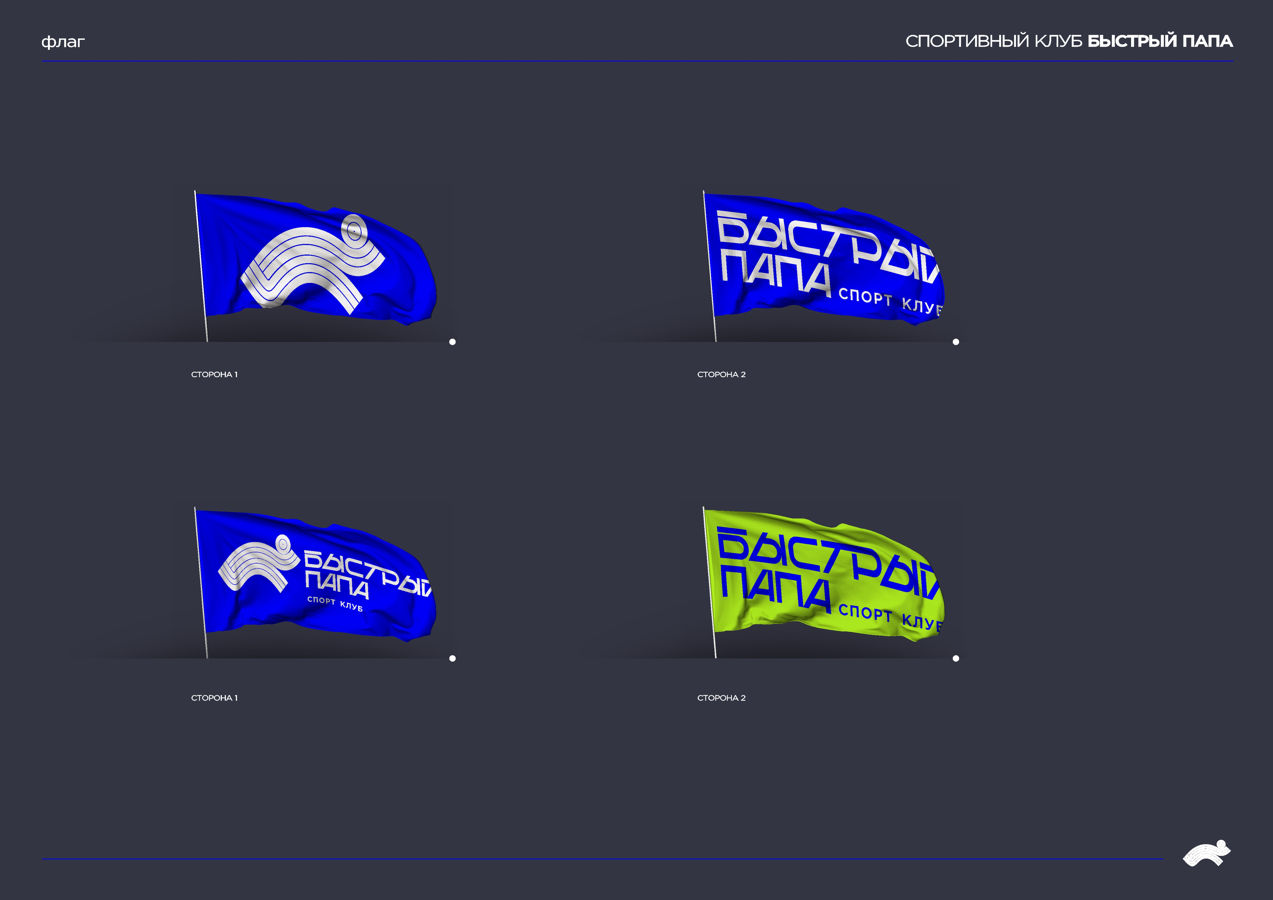 флаг
СПОРТИВНЫЙ КЛУБ БЫСТРЫЙ ПАПА
БЫСТРЫЙ
ПАПА СПОРТ КЛУБ
СТОРОНА 1
СТОРОНА 2
БЫСТРЫЙ
ПАПА
СПОРТ КЛУБ
БЫСТРЫЙ
ПАПА СПОРТ КЛУБ
СТОРОНА 1
СТОРОНА 2